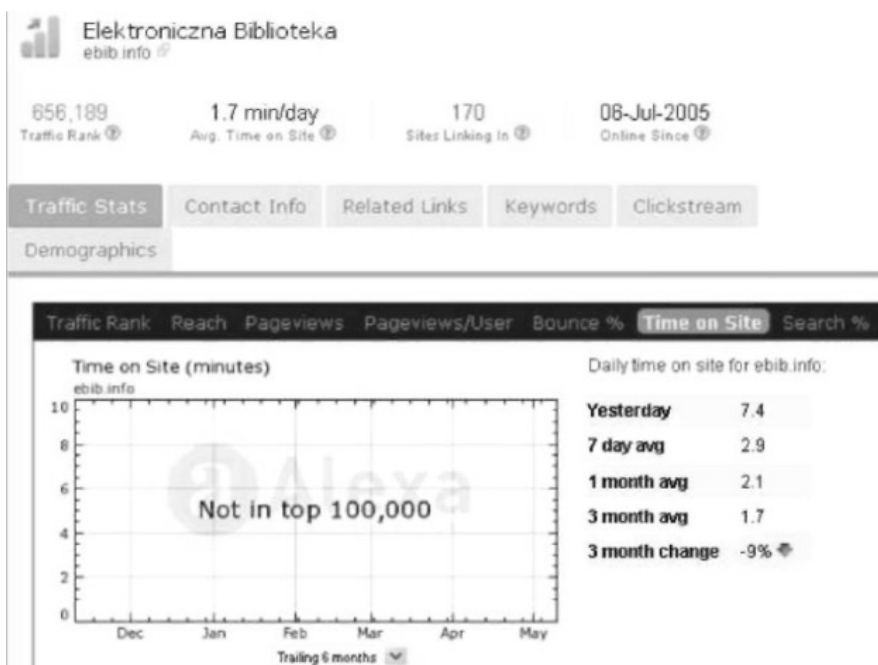 Elektroniczna Biblioteka
ebib.info
656,189
Traffic Rank
1.7 min/day
Avg. Time on Site
170
Sites Linking In
06-Jul-2005
Online Since
Traffic Stats Contact Info Related Links Keywords Clickstream
Demographics
Traffic Rank Reach Pageviews Pageviews/User Bounce % Time on Site Search %
Time on Site (minutes)
ebib.info
10
8
6
4
2
0
Alexa
Not in top 100,000
Dec Jan Feb Mar Apr May
Trailing 6 months
Daily time on site for ebib.info:
Yesterday 7.4
7 day avg 2.9
1 month avg 2.1
3 month avg 1.7
3 month change -9%